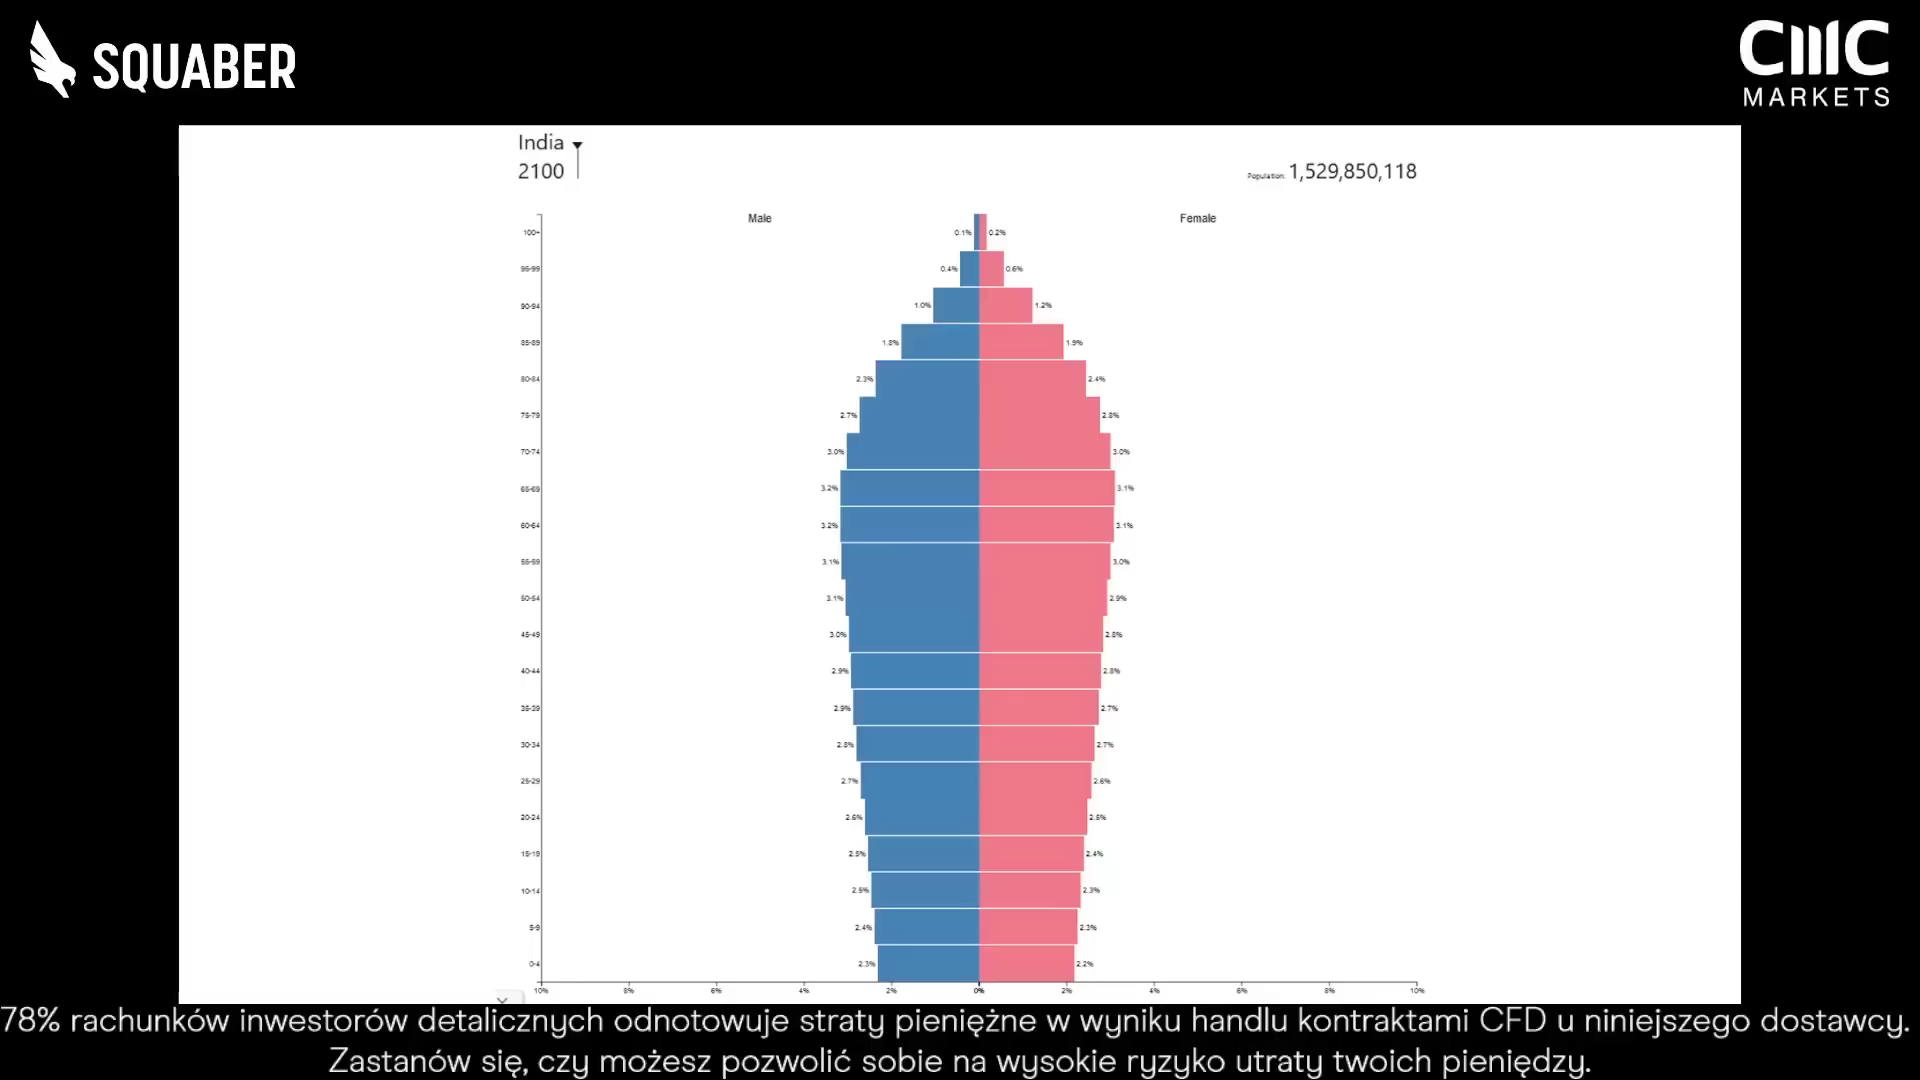 SQUABER
CMC
MARKETS
India
2100
Population: 1,529,850,118
Male
Female
100+ 0.1% 0.2%
95-99 0.4% 0.6%
90-94 1.0% 1.2%
85-89 1.8% 1.9%
80-84 2.3% 2.4%
75-79 2.7% 2.8%
70-74 3.0% 3.0%
65-69 3.2% 3.1%
60-64 3.2% 3.1%
55-59 3.1% 3.0%
50-54 3.1% 2.9%
45-49 3.0% 2.8%
40-44 2.9% 2.8%
35-39 2.9% 2.7%
30-34 2.8% 2.7%
25-29 2.7% 2.6%
20-24 2.6% 2.5%
15-19 2.5% 2.4%
10-14 2.5% 2.3%
5-9 2.4% 2.3%
0-4 2.3% 2.2%
10% 8% 6% 4% 2% 0% 2% 4% 6% 8% 10%
78% rachunków inwestorów detalicznych odnotowuje straty pieniężne w wyniku handlu kontraktami CFD u niniejszego dostawcy.
Zastanów się, czy możesz pozwolić sobie na wysokie ryzyko utraty twoich pieniędzy.